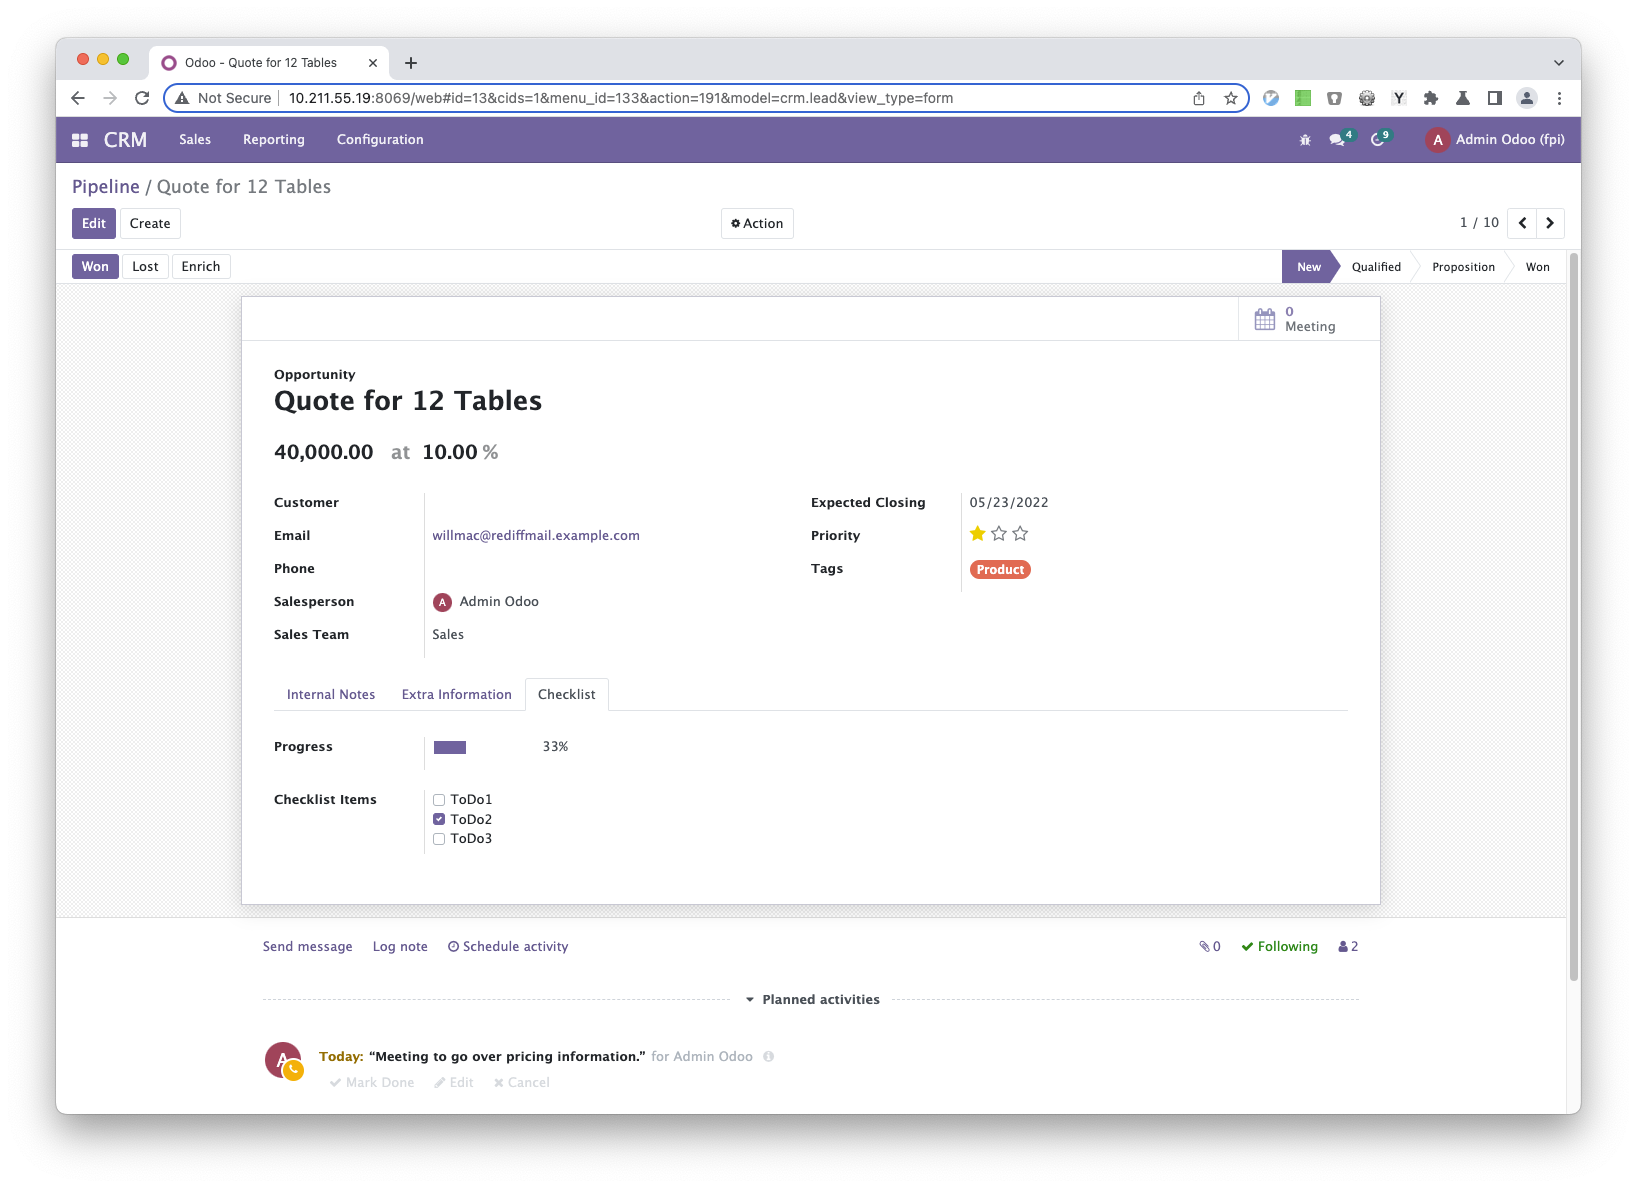 Odoo - Quote for 12 Tables
Not Secure 10.211.55.19:8069/web#id=13&cids=1&menu_id=133&action=191&model=crm.lead&view_type=form
Y
CRM Sales Reporting Configuration 4 9 A Admin Odoo (fpi)
Pipeline / Quote for 12 Tables
Edit Create Action 1 / 10
Won Lost Enrich New Qualified Proposition Won
0
Meeting
Opportunity
Quote for 12 Tables
40,000.00 at 10.00 %
Customer Expected Closing 05/23/2022
Email willmac@rediffmail.example.com Priority
Phone Tags Product
Salesperson A Admin Odoo
Sales Team Sales
Internal Notes Extra Information Checklist
Progress 33%
Checklist Items ToDo1
ToDo2
ToDo3
Send message Log note Schedule activity 0 Following 2
Planned activities
A Today: “Meeting to go over pricing information.” for Admin Odoo
Mark Done Edit Cancel